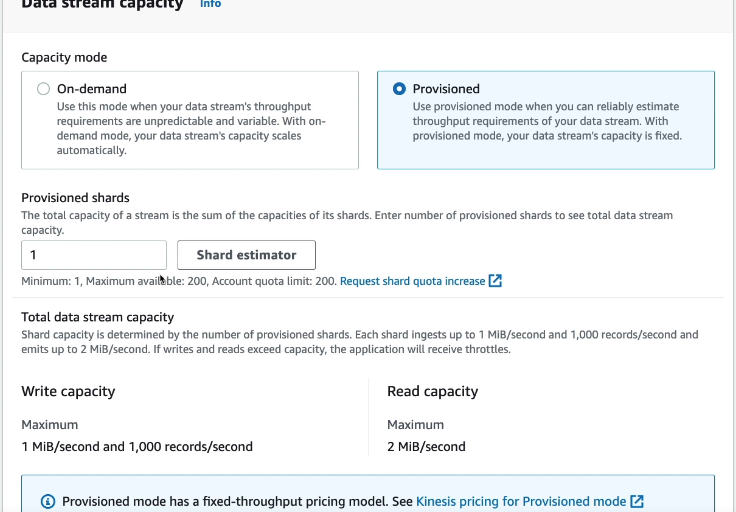 Data stream capacity Info
Capacity mode
On-demand
Use this mode when your data stream's throughput
requirements are unpredictable and variable. With on-
demand mode, your data stream's capacity scales
automatically.
Provisioned
Use provisioned mode when you can reliably estimate
throughput requirements of your data stream. With
provisioned mode, your data stream's capacity is fixed.
Provisioned shards
The total capacity of a stream is the sum of the capacities of its shards. Enter number of provisioned shards to see total data stream
capacity.
1
Shard estimator
Minimum: 1, Maximum available: 200, Account quota limit: 200. Request shard quota increase
Total data stream capacity
Shard capacity is determined by the number of provisioned shards. Each shard ingests up to 1 MiB/second and 1,000 records/second and
emits up to 2 MiB/second. If writes and reads exceed capacity, the application will receive throttles.
Write capacity
Maximum
1 MiB/second and 1,000 records/second
Read capacity
Maximum
2 MiB/second
Provisioned mode has a fixed-throughput pricing model. See Kinesis pricing for Provisioned mode